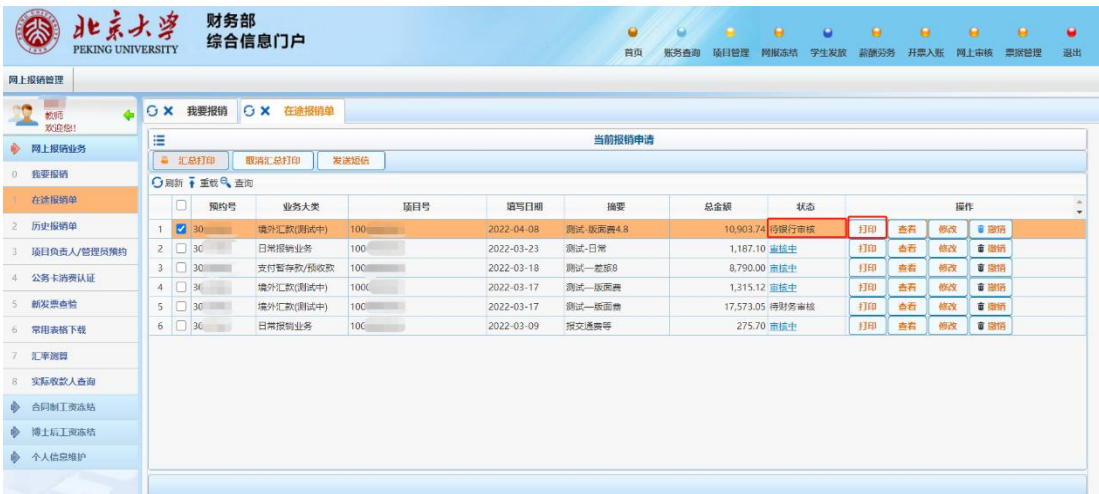 北京大学
PEKING UNIVERSITY
财务部
综合信息门户
首页 账务查询 项目管理 网报冻结 学生发放 薪酬劳务 开票入账 网上审核 票据管理 退出
网上报销管理
教师
欢迎您!!
网上报销业务
0 我要报销
1 在途报销单
2 历史报销单
3 项目负责人/管理员预约
4 公务卡消费认证
5 新发票查验
6 常用表格下载
7 汇率测算
8 实际收款人查询
合同制工资冻结
博士后工资冻结
个人信息维护
我要报销 在途报销单
当前报销申请
汇总打印 取消汇总打印 发送短信
刷新 重载 查询
预约号 业务大类 项目号 填写日期 摘要 总金额 状态 操作
1 30 境外汇款(测试中) 100 2022-04-08 测试-版面费4.8 10,903.74 待银行审核 打印 查看 修改 撤销
2 30 日常报销业务 100 2022-03-23 测试-日常 1,187.10 审核中 打印 查看 修改 撤销
3 30 支付暂存款/预收款 100 2022-03-18 测试—差旅8 8,790.00 审核中 打印 查看 修改 撤销
4 30 境外汇款(测试中) 100 2022-03-17 测试—版面费 1,315.12 审核中 打印 查看 修改 撤销
5 30 境外汇款(测试中) 100 2022-03-17 测试—版面费 17,573.05 待财务审核 打印 查看 修改 撤销
6 30 日常报销业务 100 2022-03-09 报交通费等 275.70 审核中 打印 查看 修改 撤销